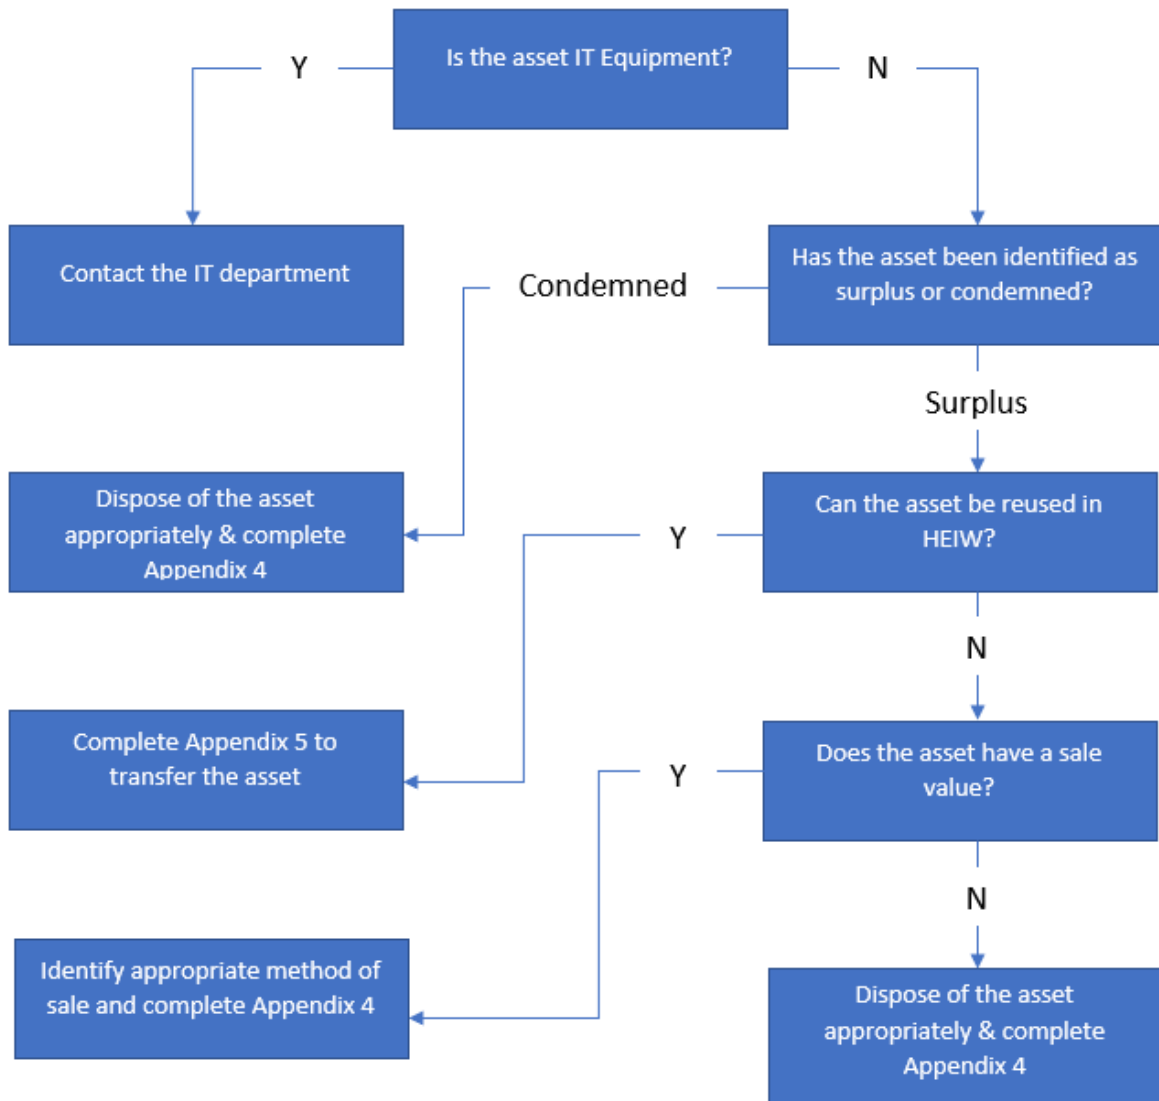 Is the asset IT Equipment?
Y
N
Contact the IT department
Has the asset been identified as
surplus or condemned?
Condemned
Surplus
Dispose of the asset
appropriately & complete
Appendix 4
Can the asset be reused in
HEIW?
Y
N
Complete Appendix 5 to
transfer the asset
Does the asset have a sale
value?
Y
N
Identify appropriate method of
sale and complete Appendix 4
Dispose of the asset
appropriately & complete
Appendix 4